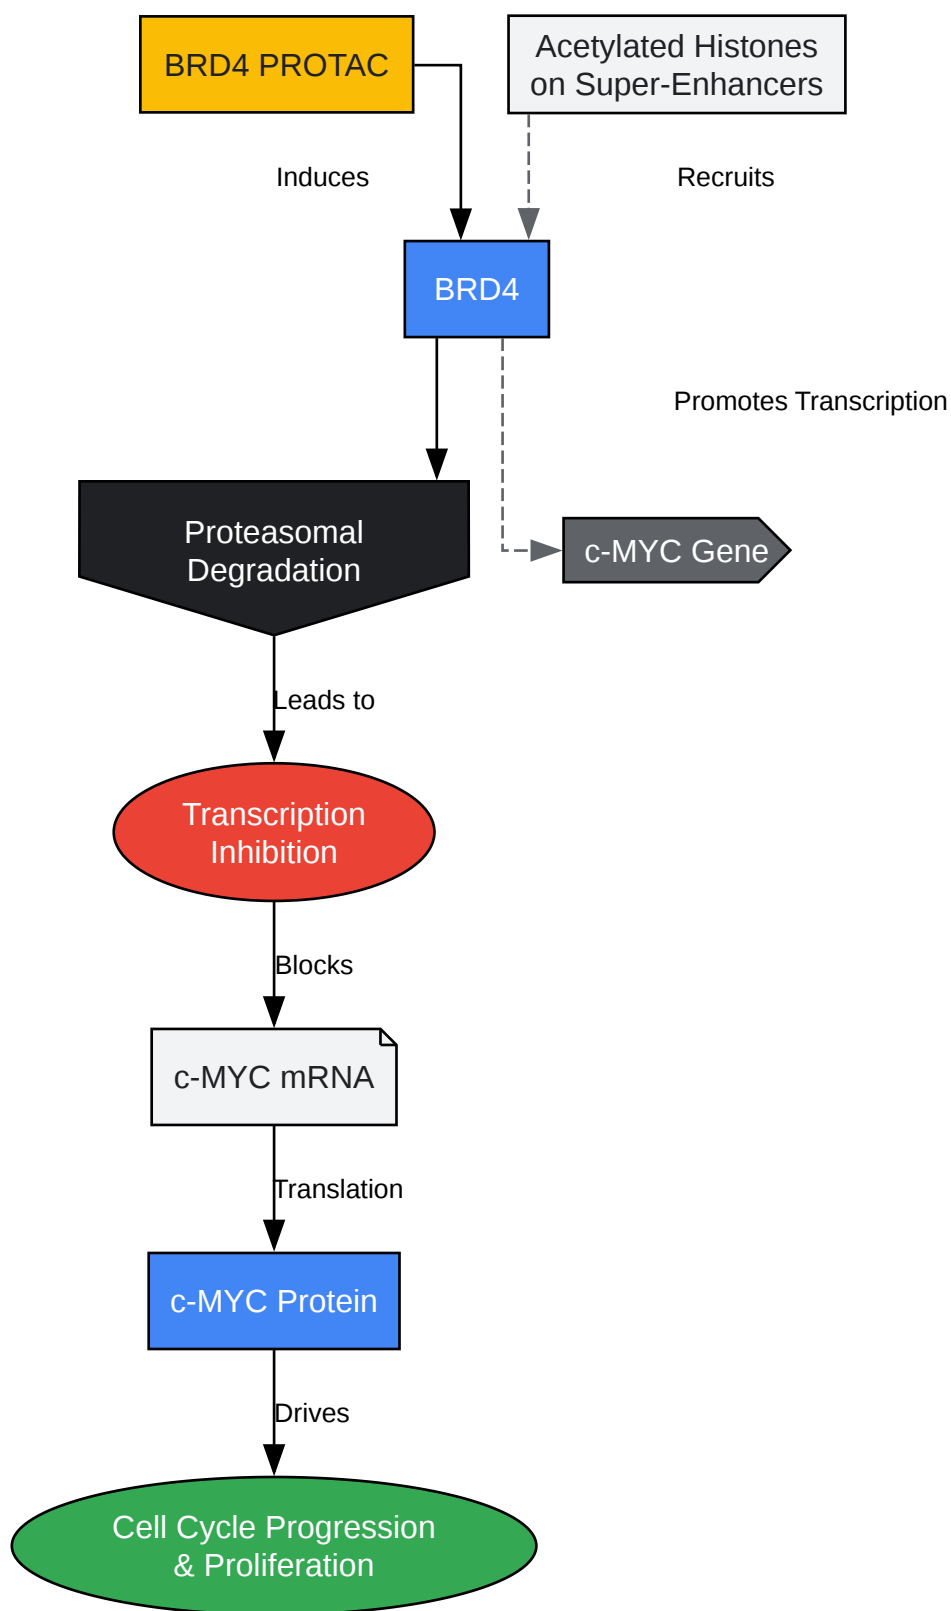 BRD4 PROTAC
Acetylated Histones
on Super-Enhancers
Induces
Recruits
BRD4
Promotes Transcription
Proteasomal
Degradation
c-MYC Gene
Leads to
Transcription
Inhibition
Blocks
c-MYC mRNA
Translation
c-MYC Protein
Drives
Cell Cycle Progression
& Proliferation